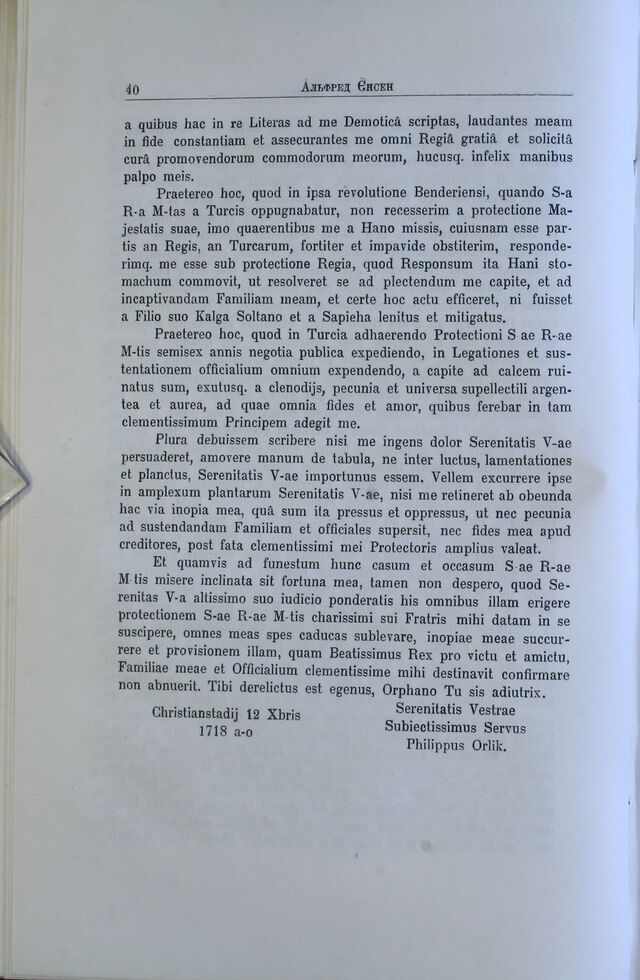 40
Альфред Єнсен
a quibus hac in re Literas ad me Demoticâ scriptas, laudantes meam
in fide constantiam et assecurantes me omni Regiâ gratiâ et solicitâ
curâ promovendorum commodorum meorum, hucusq. infelix manibus
palpo meis.
Praetereo hoc, quod in ipsa revolutione Benderiensi, quando S-a
R-a M-tas a Turcis oppugnabatur, non recesserim a protectione Ma-
jestatis suae, imo quaerentibus me a Hano missis, cuiusnam esse par-
tis an Regis, an Turcarum, fortiter et impavide obstiterim, responde-
rimq. me esse sub protectione Regia, quod Responsum ita Hani sto-
machum commovit, ut resolveret se ad plectendum me capite, et ad
incaptivandam Familiam meam, et certe hoc actu efficeret, ni fuisset
a Filio suo Kalga Soltano et a Sapieha lenitus et mitigatus.
Praetereo hoc, quod in Turcia adhaerendo Protectioni S ae R-ae
M-tis semisex annis negotia publica expediendo, in Legationes et sus-
tentationem officialium omnium expendendo, a capite ad calcem rui-
natus sum, exutusq. a clenodijs, pecunia et universa supellectili argen-
tea et aurea, ad quae omnia fides et amor, quibus ferebar in tam
clementissimum Principem adegit me.
Plura debuissem scribere nisi me ingens dolor Serenitatis V-ae
persuaderet, amovere manum de tabula, ne inter luctus, lamentationes
et planctus, Serenitatis V-ae importunus essem. Vellem excurrere ipse
in amplexum plantarum Serenitatis V-ae, nisi me retineret ab obeunda
hac via inopia mea, quâ sum ita pressus et oppressus, ut nec pecunia
ad sustendandam Familiam et officiales supersit, nec fides mea apud
creditores, post fata clementissimi mei Protectoris amplius valeat.
Et quamvis ad funestum hunc casum et occasum S-ae R-ae
M-tis misere inclinata sit fortuna mea, tamen non despero, quod Se-
renitas V-a altissimo suo iudicio ponderatis his omnibus illam erigere
protectionem S-ae R-ae M-tis charissimi sui Fratris mihi datam in se
suscipere, omnes meas spes caducas sublevare, inopiae meae succur-
rere et provisionem illam, quam Beatissimus Rex pro victu et amictu,
Familiae meae et Officialium clementissime mihi destinavit confirmare
non abnuerit. Tibi derelictus est egenus, Orphano Tu sis adiutrix.
Christianstadij 12 Xbris
1718 a-o
Serenitatis Vestrae
Subiectissimus Servus
Philippus Orlik.